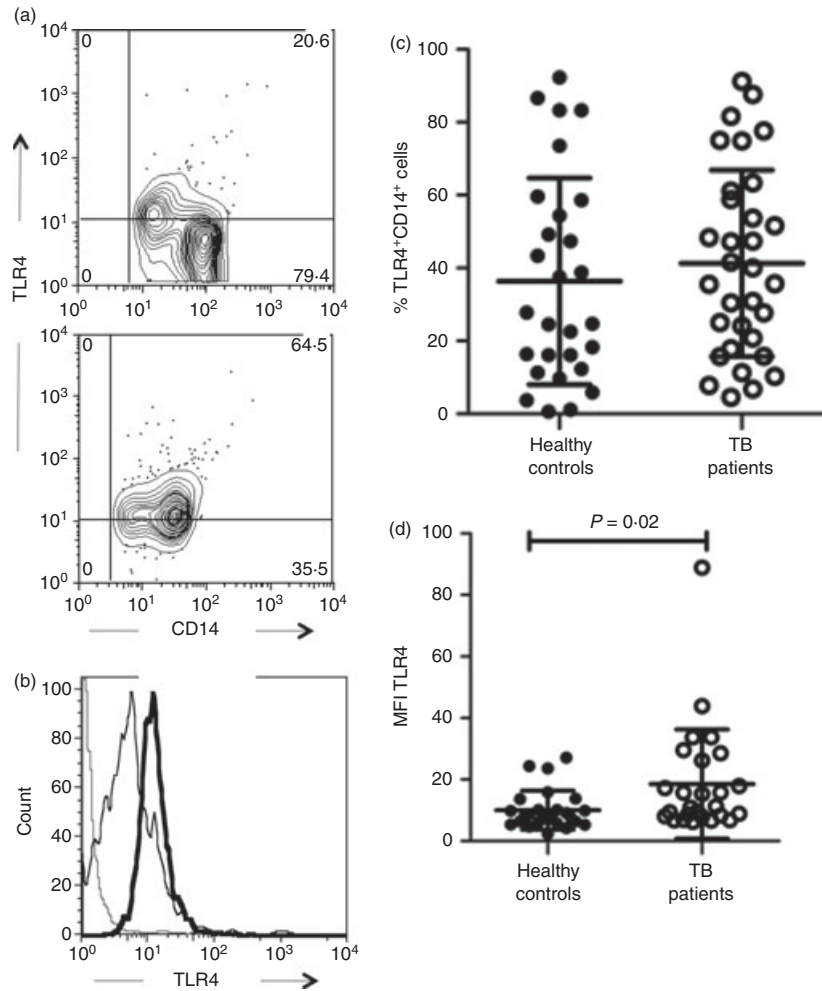 (a)
0 20·6
10⁴
10³
10²
10¹
10⁰
0 79·4
10⁰ 10¹ 10² 10³ 10⁴
TLR4
0 64·5
10⁴
10³
10²
10¹
10⁰
0 35·5
10⁰ 10¹ 10² 10³ 10⁴
CD14
(b)
100
80
60
40
20
0
Count
10⁰ 10¹ 10² 10³ 10⁴
TLR4
(c)
100
80
60
40
20
0
% TLR4⁺CD14⁺ cells
Healthy controls
TB patients
(d)
P = 0·02
100
80
60
40
20
0
MFI TLR4
Healthy controls
TB patients